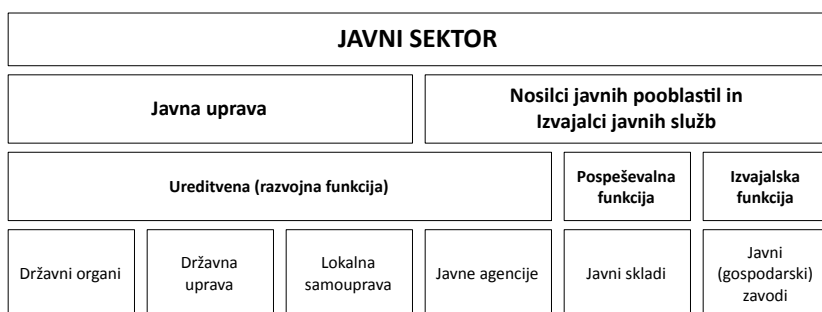 JAVNI SEKTOR
Javna uprava
Nosilci javnih pooblastil in
Izvajalci javnih služb
Ureditvena (razvojna funkcija)
Pospeševalna
funkcija
Izvajalska
funkcija
Državni organi
Državna
uprava
Lokalna
samouprava
Javne agencije
Javni skladi
Javni
(gospodarski)
zavodi